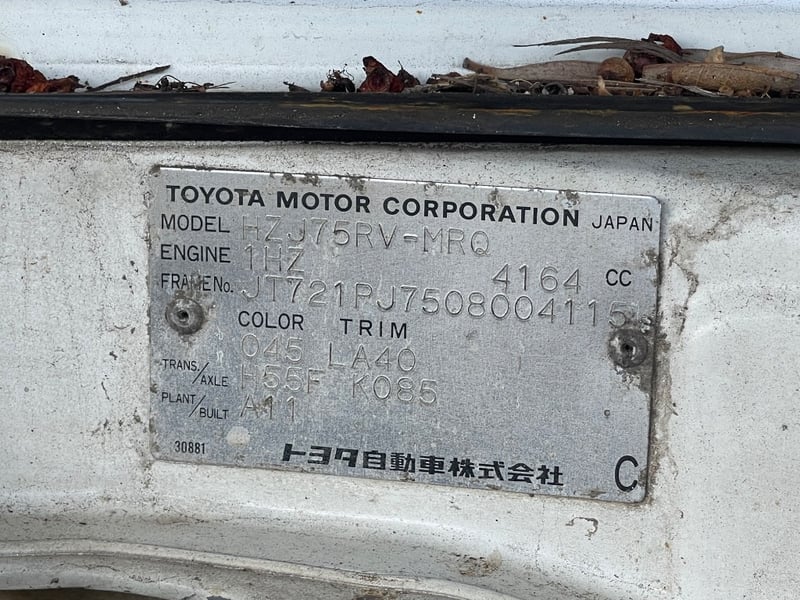 TOYOTA MOTOR CORPORATION JAPAN
MODEL HZJ75RV-MRQ
ENGINE 1HZ 4164 CC
FRAME No. JT721PJ7508004115
COLOR TRIM
045 LA40
TRANS./AXLE H55F K085
PLANT/BUILT A11
30881 トヨタ自動車株式会社 C